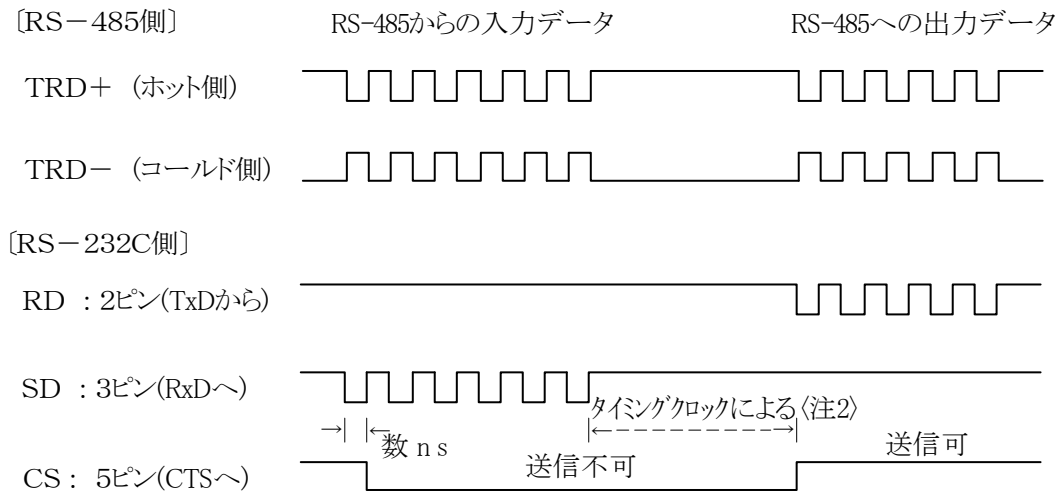 〔RS－485側〕
RS-485からの入力データ
RS-485への出力データ
TRD＋ (ホット側)
TRD－ (コールド側)
〔RS－232C側〕
RD ：2ピン(TxDから)
SD ：3ピン(RxDへ)
タイミングクロックによる〈注2〉
数ns
送信不可
送信可
CS： 5ピン(CTSへ)